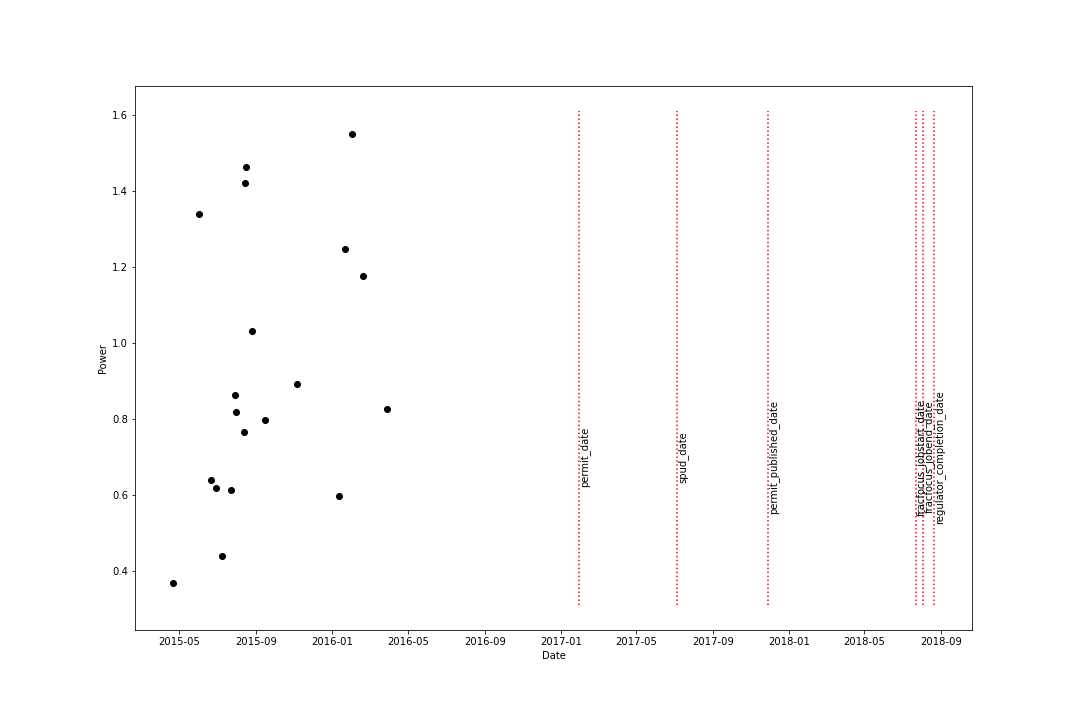 1.6
1.4
1.2
1.0
0.8
0.6
0.4
Power
permit_date
spud_date
permit_published_date
fracfocus_jobstart_date
fracfocus_jobend_date
regulator_completion_date
2015-05 2015-09 2016-01 2016-05 2016-09 2017-01 2017-05 2017-09 2018-01 2018-05 2018-09
Date